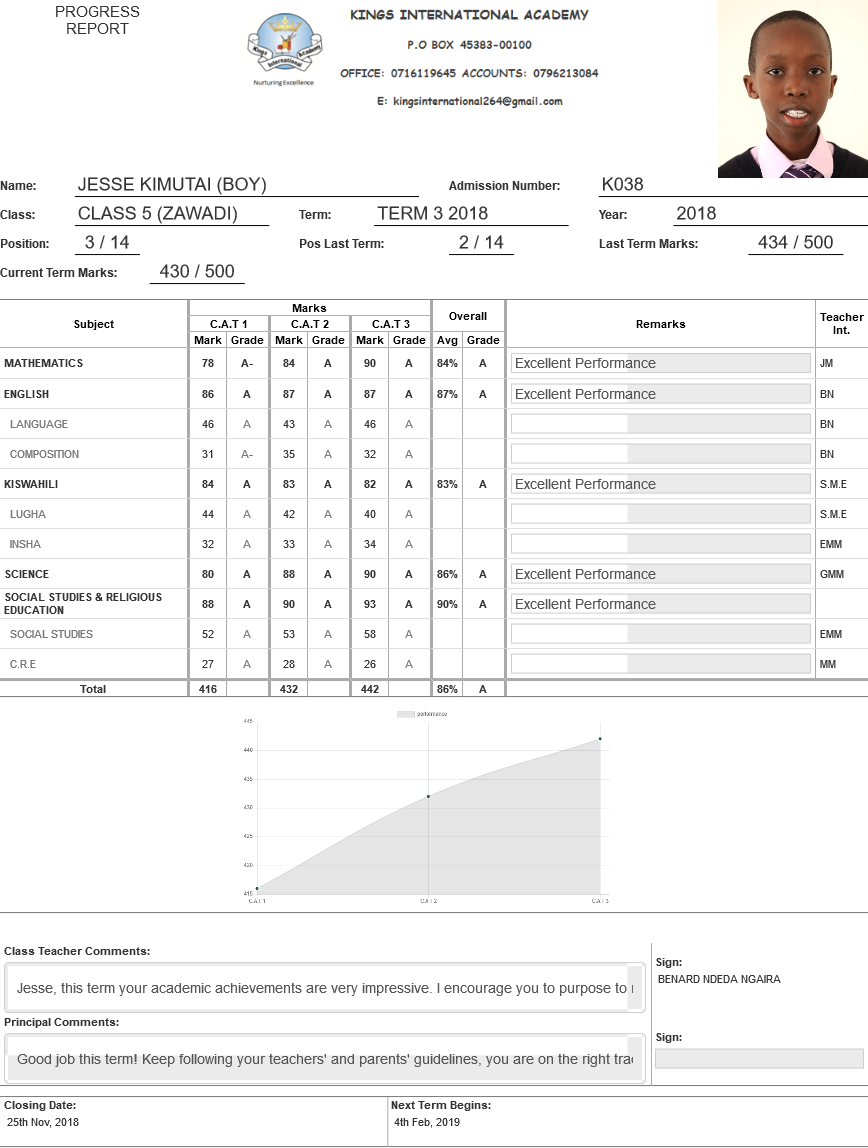 PROGRESS
REPORT
KINGS INTERNATIONAL ACADEMY
P.O BOX 45383-00100
OFFICE: 0716119645 ACCOUNTS: 0796213084
E: kingsinternational264@gmail.com
Kings International Academy
Nurturing Excellence
Name: JESSE KIMUTAI (BOY) Admission Number: K038
Class: CLASS 5 (ZAWADI) Term: TERM 3 2018 Year: 2018
Position: 3 / 14 Pos Last Term: 2 / 14 Last Term Marks: 434 / 500
Current Term Marks: 430 / 500
Subject Marks Overall Remarks Teacher Int.
C.A.T 1 C.A.T 2 C.A.T 3
Mark Grade Mark Grade Mark Grade Avg Grade
MATHEMATICS 78 A- 84 A 90 A 84% A Excellent Performance JM
ENGLISH 86 A 87 A 87 A 87% A Excellent Performance BN
LANGUAGE 46 A 43 A 46 A BN
COMPOSITION 31 A- 35 A 32 A BN
KISWAHILI 84 A 83 A 82 A 83% A Excellent Performance S.M.E
LUGHA 44 A 42 A 40 A S.M.E
INSHA 32 A 33 A 34 A EMM
SCIENCE 80 A 88 A 90 A 86% A Excellent Performance GMM
SOCIAL STUDIES & RELIGIOUS EDUCATION 88 A 90 A 93 A 90% A Excellent Performance
SOCIAL STUDIES 52 A 53 A 58 A EMM
C.R.E 27 A 28 A 26 A MM
Total 416 432 442 86% A
performance
445
440
435
430
425
420
415
C.A.T 1 C.A.T 2 C.A.T 3
Class Teacher Comments:
Jesse, this term your academic achievements are very impressive. I encourage you to purpose to
Sign:
BENARD NDEDA NGAIRA
Principal Comments:
Good job this term! Keep following your teachers' and parents' guidelines, you are on the right
Sign:
Closing Date: Next Term Begins:
25th Nov, 2018 4th Feb, 2019